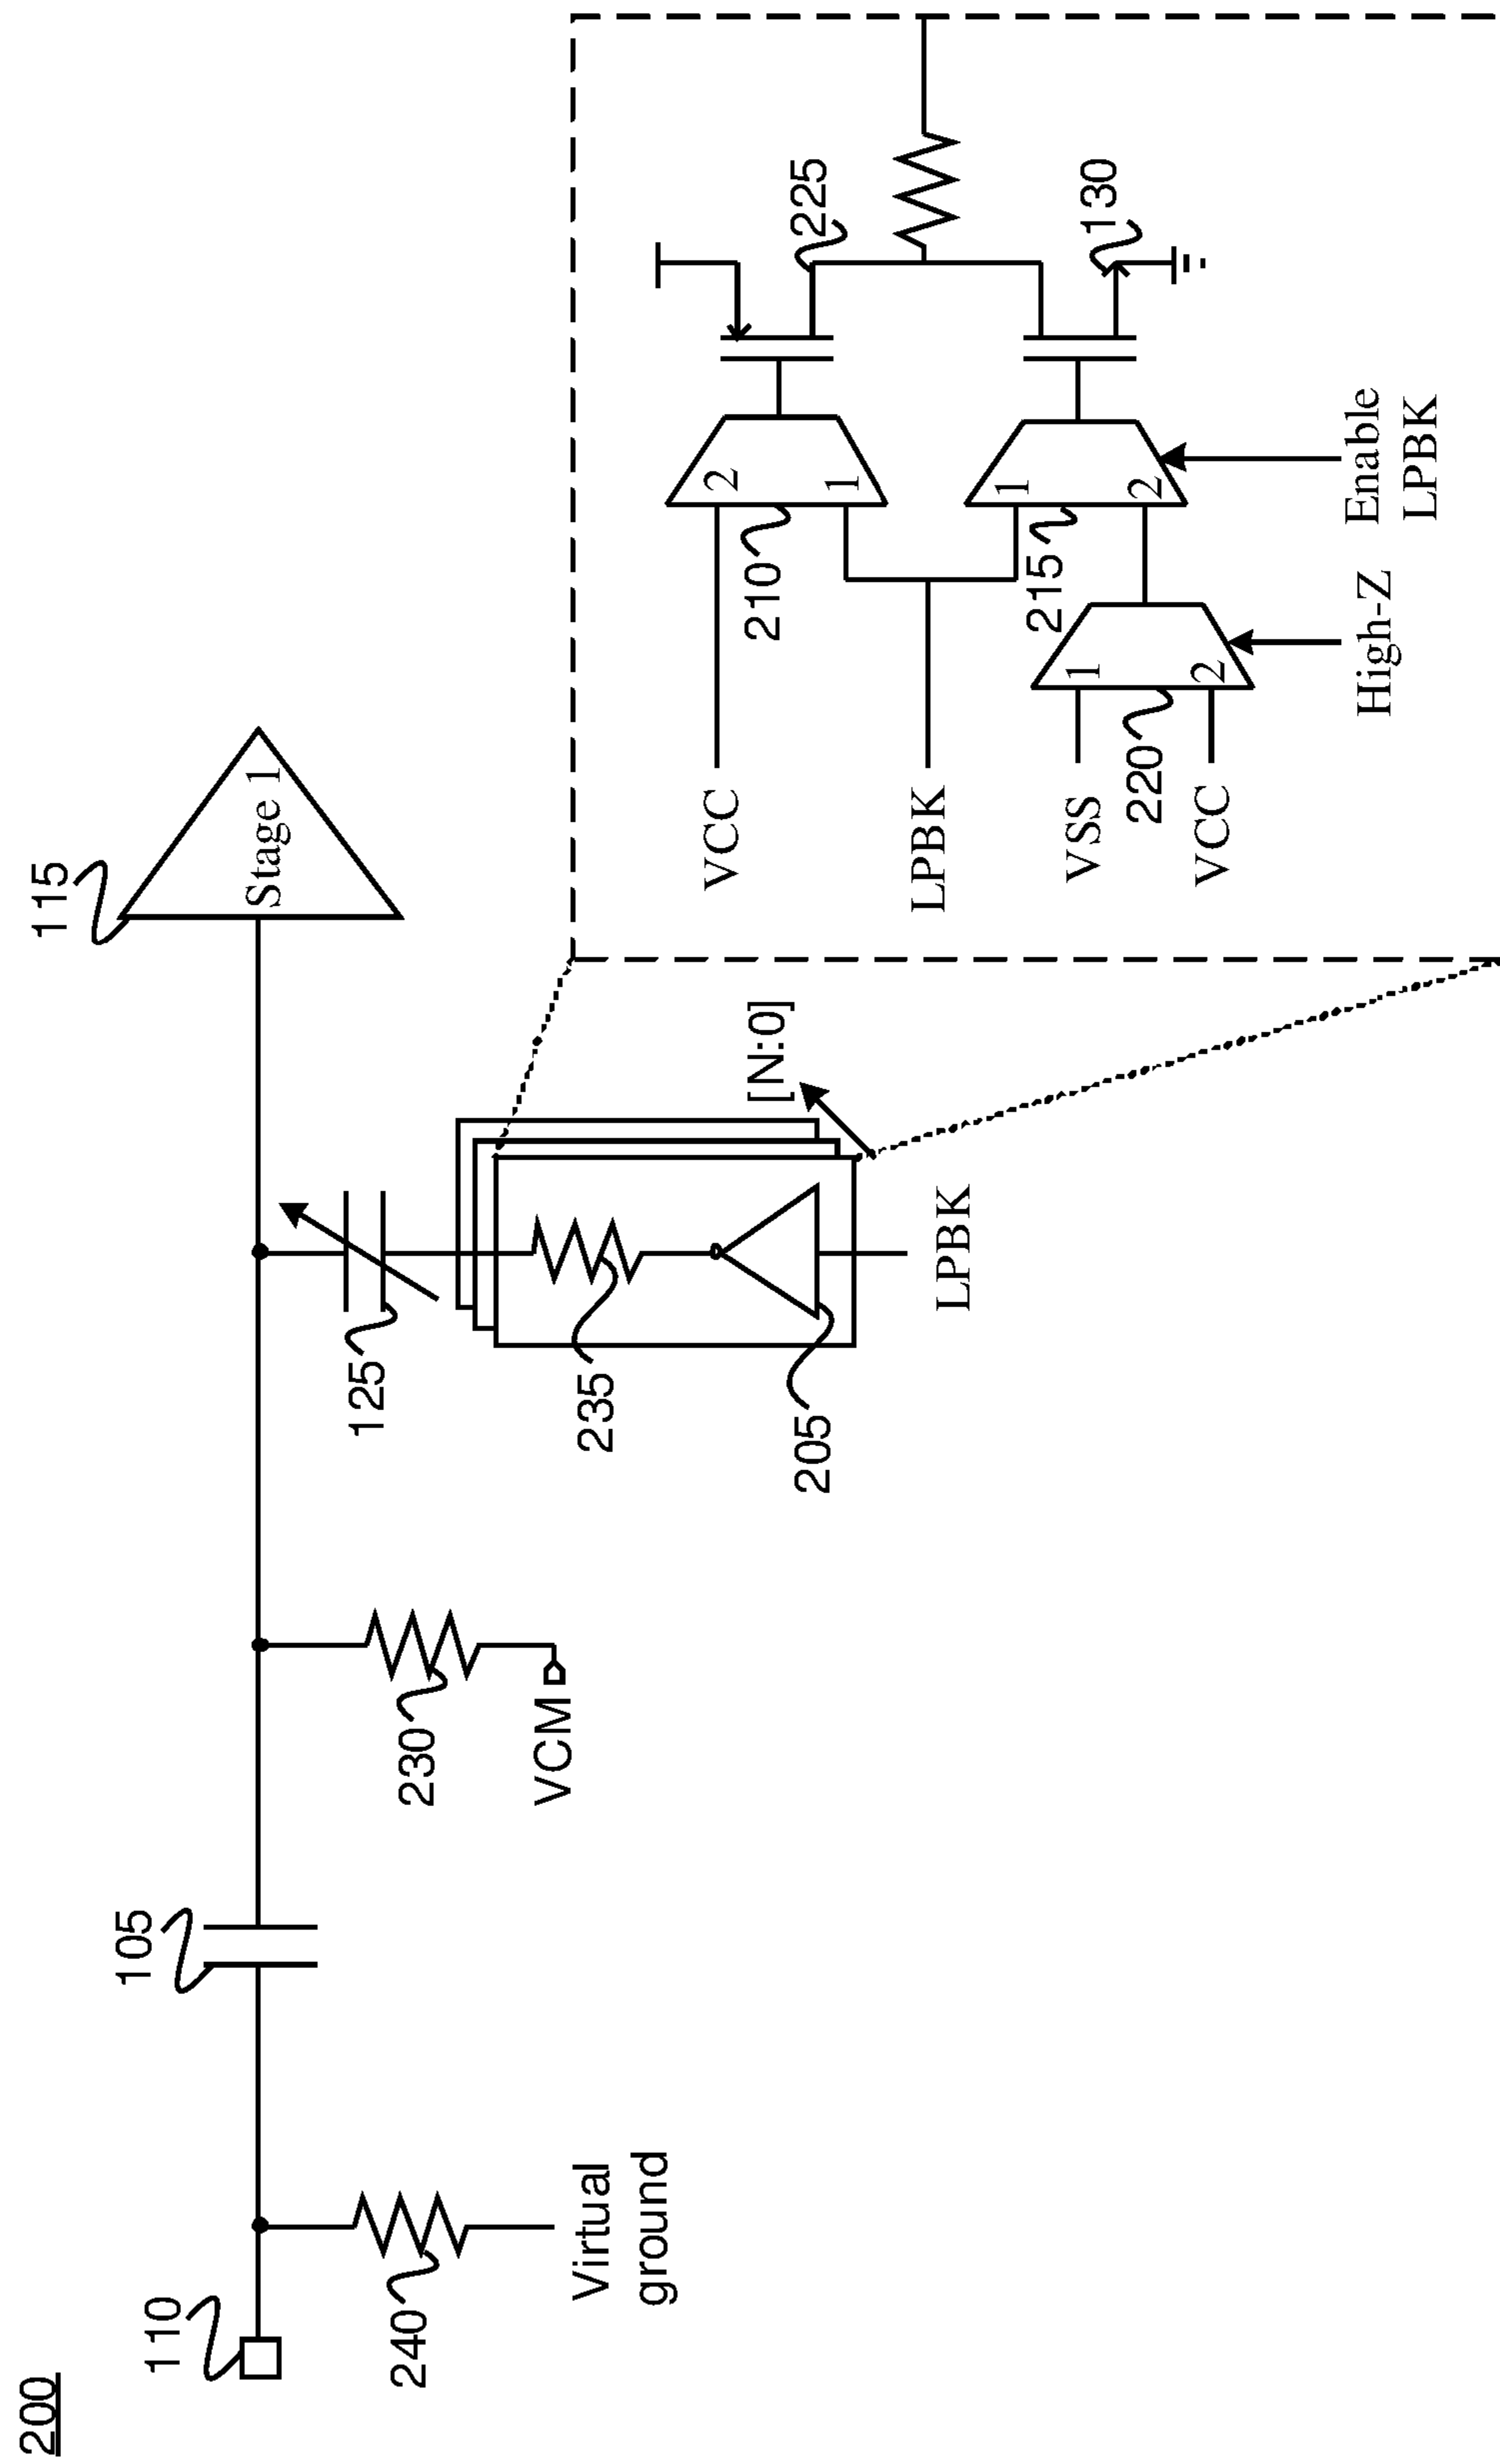 200
110
240
Virtual
ground
105
230
VCM
125
235
205
LPBK
[N:0]
115
Stage 1
VCC
LPBK
VSS
VCC
220
1
2
High-Z
210
215
2
1
1
2
Enable
LPBK
225
130